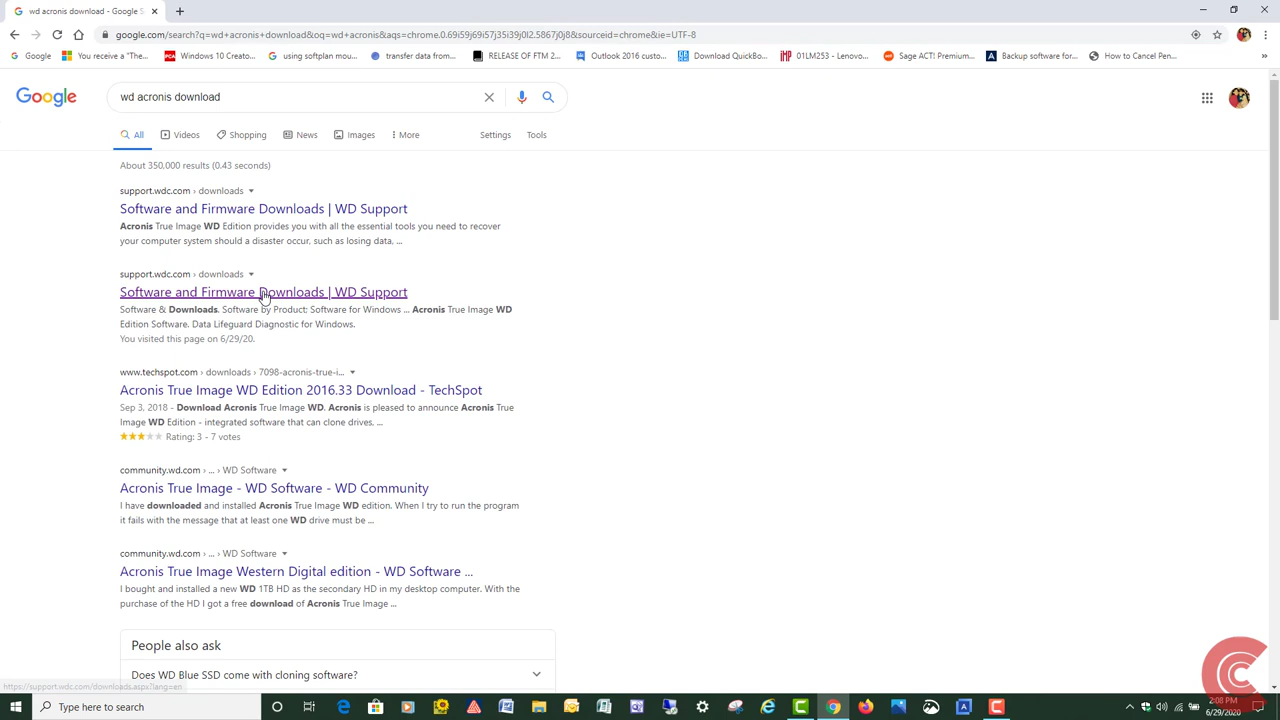 wd acronis download - Google S
google.com/search?q=wd+acronis+download&oq=wd+acronis&aqs=chrome.0.69i59j69i57j35i39j0l2.5867j0j8&sourceid=chrome&ie=UTF-8
Google You receive a "The... Windows 10 Creato... using softplan mou... transfer data from... RELEASE OF FTM 2... Outlook 2016 custo... Download QuickBo... 01LM253 - Lenovo... Sage ACT! Premium... Backup software for... How to Cancel Pen...
Google wd acronis download
All Videos Shopping News Images More Settings Tools
About 350,000 results (0.43 seconds)
support.wdc.com › downloads
Software and Firmware Downloads | WD Support
Acronis True Image WD Edition provides you with all the essential tools you need to recover
your computer system should a disaster occur, such as losing data, ...
support.wdc.com › downloads
Software and Firmware Downloads | WD Support
Software & Downloads. Software by Product: Software for Windows ... Acronis True Image WD
Edition Software. Data Lifeguard Diagnostic for Windows.
You visited this page on 6/29/20.
www.techspot.com › downloads › 7098-acronis-true-i...
Acronis True Image WD Edition 2016.33 Download - TechSpot
Sep 3, 2018 - Download Acronis True Image WD. Acronis is pleased to announce Acronis True
Image WD Edition - integrated software that can clone drives, ...
Rating: 3 - 7 votes
community.wd.com › ... › WD Software
Acronis True Image - WD Software - WD Community
I have downloaded and installed Acronis True Image WD edition. When I try to run the program
it fails with the message that at least one WD drive must be ...
community.wd.com › ... › WD Software
Acronis True Image Western Digital edition - WD Software ...
I bought and installed a new WD 1TB HD as the secondary HD in my desktop computer. With the
purchase of the HD I got a free download of Acronis True Image ...
People also ask
Does WD Blue SSD come with cloning software?
https://support.wdc.com/downloads.aspx?lang=en
Type here to search
2:08 PM
6/29/2020